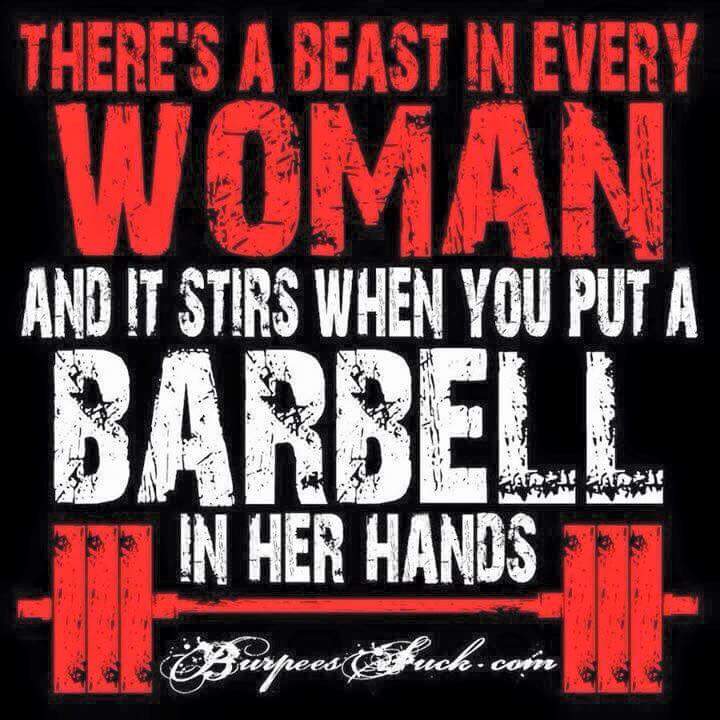 THERE'S A BEAST IN EVERY
WOMAN
AND IT STIRS WHEN YOU PUT A
BARBELL
IN HER HANDS
BurpeesSuck.com